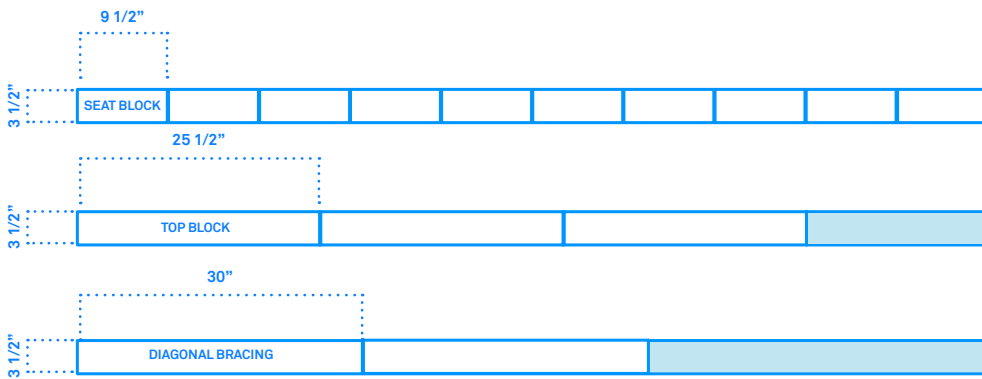 9 1/2”
3 1/2”
SEAT BLOCK
25 1/2”
3 1/2”
TOP BLOCK
30”
3 1/2”
DIAGONAL BRACING